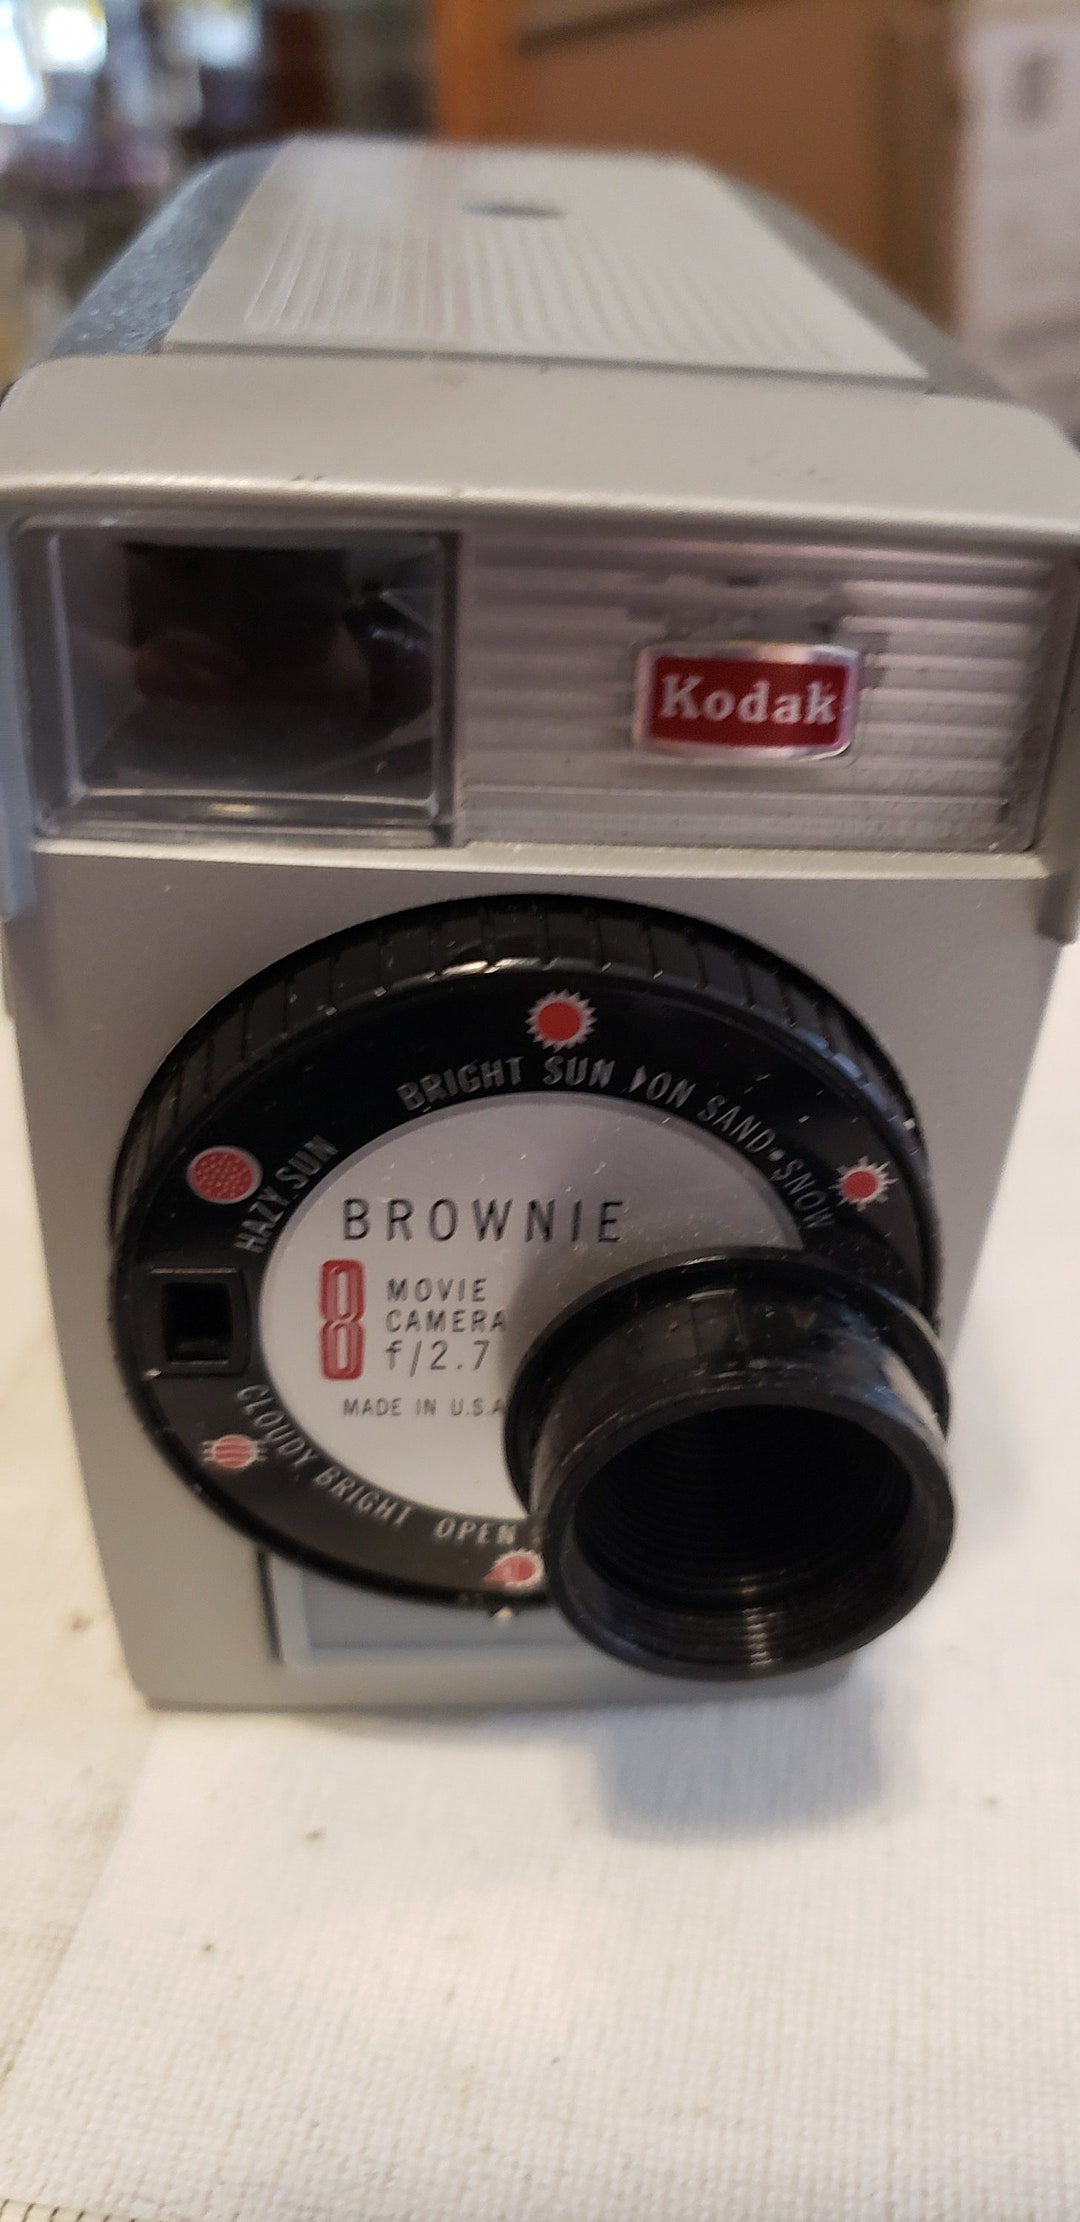 Kodak
BRIGHT SUN
ON SAND•SNOW
HAZY SUN
BROWNIE
8
MOVIE
CAMERA
f/2.7
MADE IN U.S.A
CLOUDY BRIGHT
OPEN